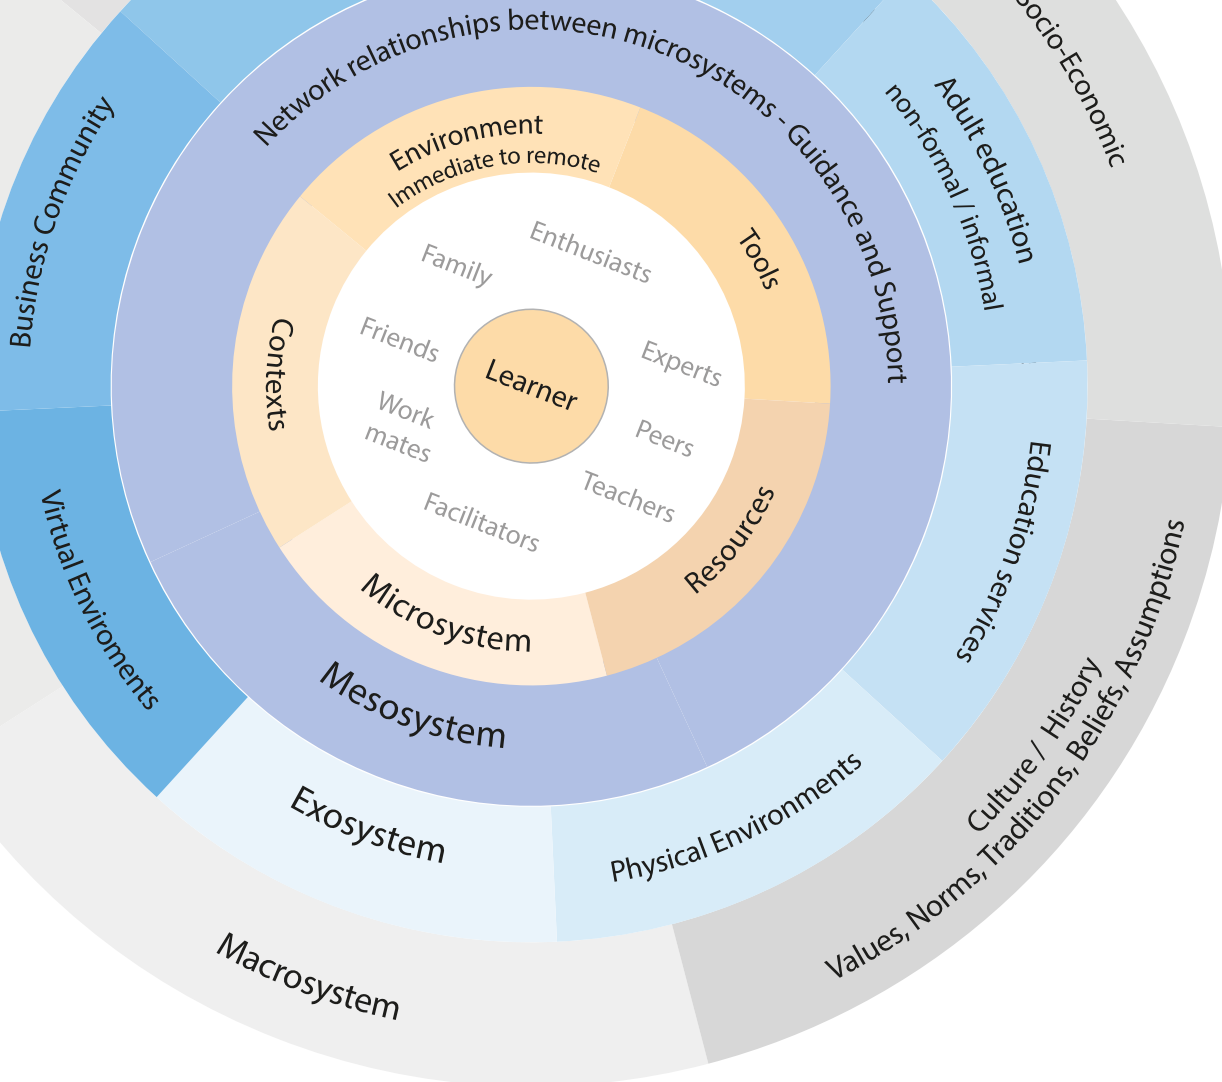 Socio-Economic
Network relationships between microsystems - Guidance and Support
Adult education
non-formal / informal
Business Community
Environment
Immediate to remote
Tools
Enthusiasts
Family
Friends
Experts
Contexts
Learner
Work
mates
Peers
Teachers
Facilitators
Resources
Education services
Virtual Enviroments
Microsystem
Mesosystem
Exosystem
Physical Environments
Culture / History
Values, Norms, Traditions, Beliefs, Assumptions
Macrosystem